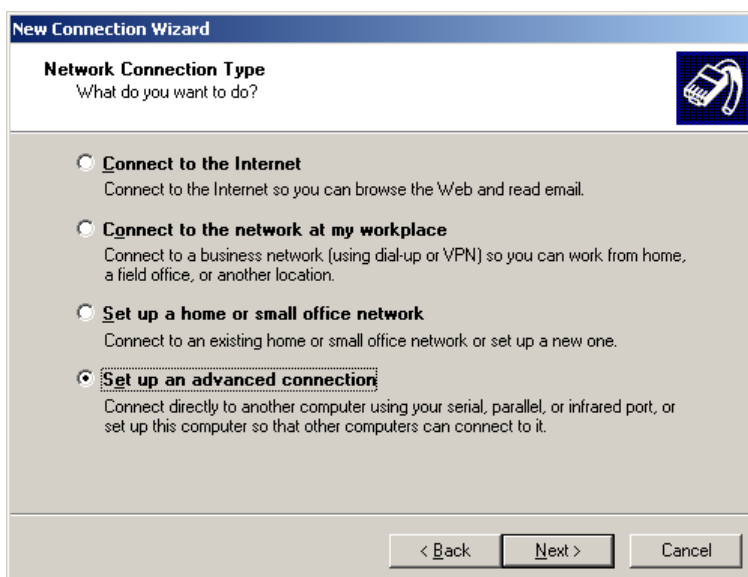 New Connection Wizard
Network Connection Type
What do you want to do?
Connect to the Internet
Connect to the Internet so you can browse the Web and read email.
Connect to the network at my workplace
Connect to a business network (using dial-up or VPN) so you can work from home,
a field office, or another location.
Set up a home or small office network
Connect to an existing home or small office network or set up a new one.
Set up an advanced connection
Connect directly to another computer using your serial, parallel, or infrared port, or
set up this computer so that other computers can connect to it.
< Back Next > Cancel